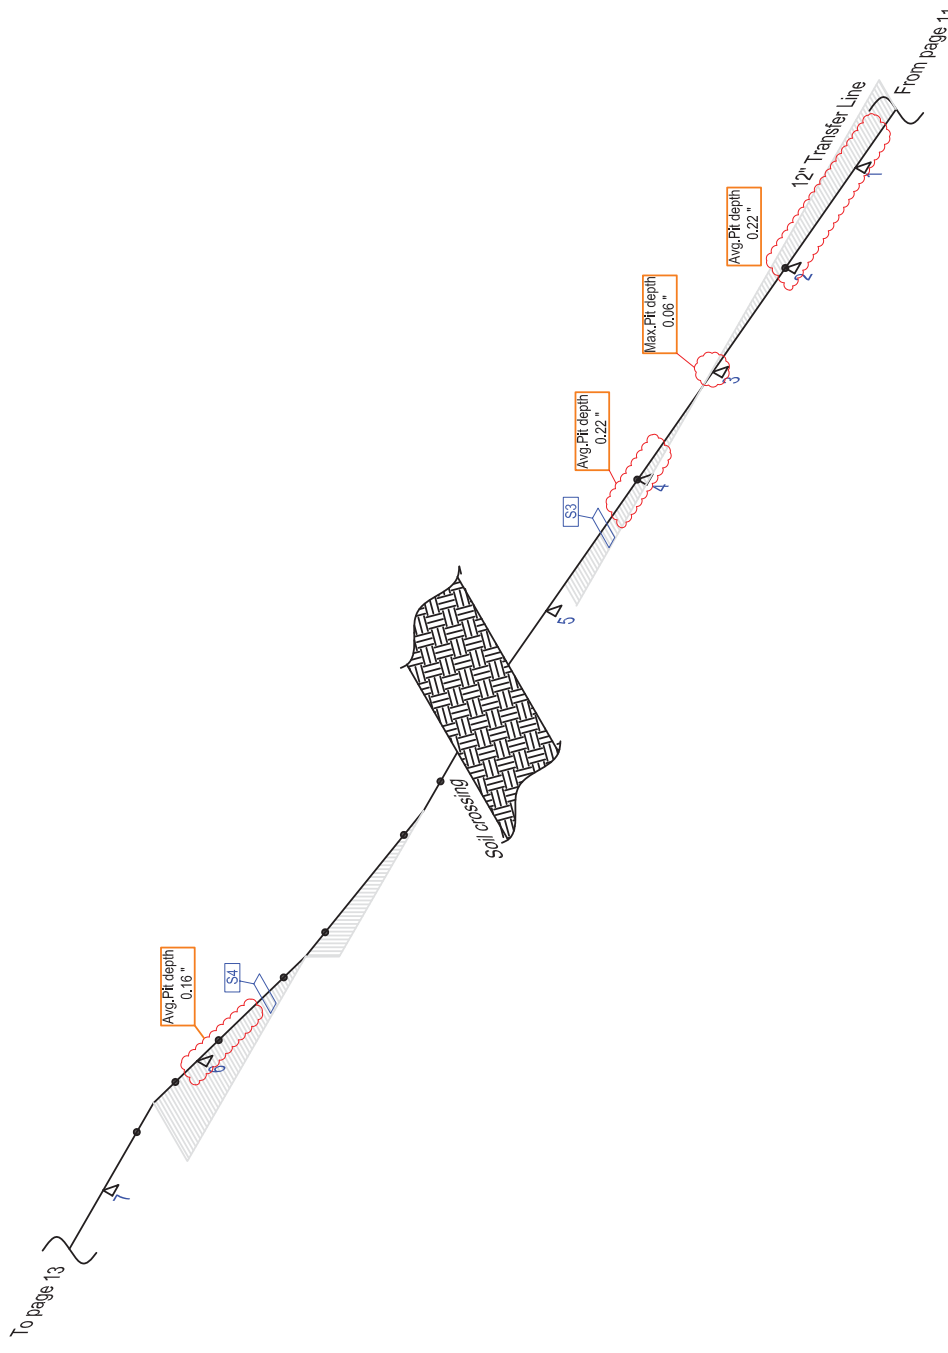 From page 11
12" Transfer Line
1
Avg.Pit depth
0.22 "
2
Max.Pit depth
0.06 "
3
Avg.Pit depth
0.22 "
4
S3
5
Soil crossing
Avg.Pit depth
0.16 "
S4
6
7
To page 13